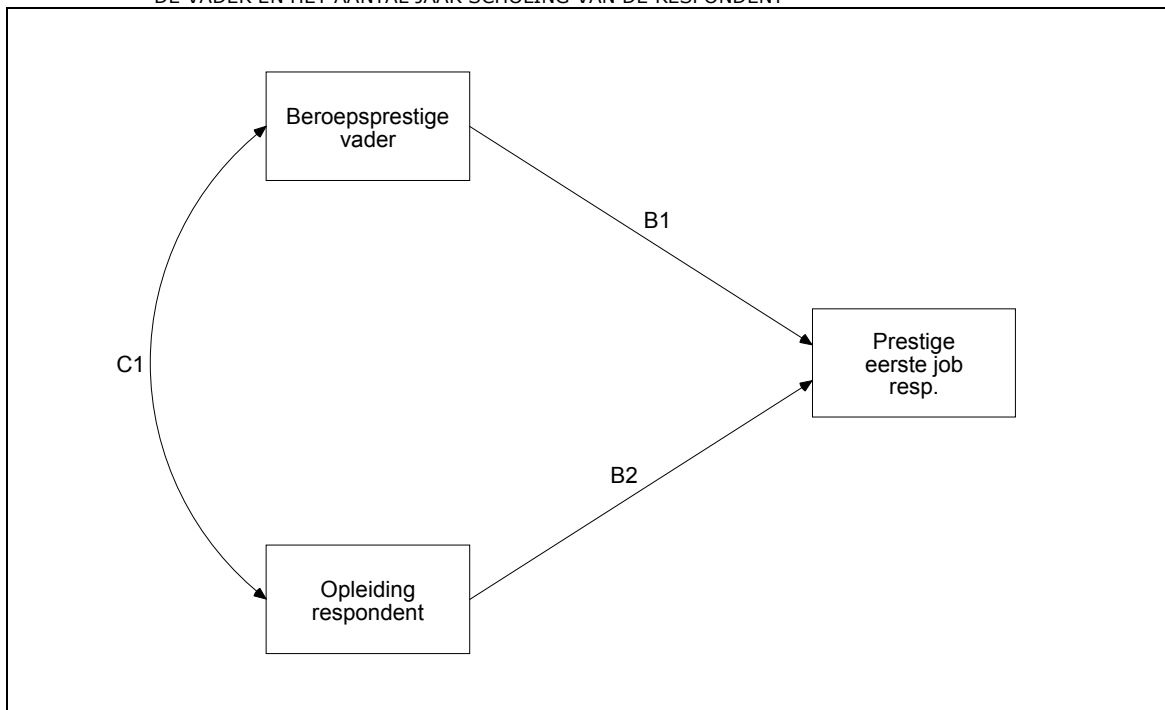 DE VADER EN HET AANTAL JAAR SCHOLING VAN DE RESPONDENT
Beroepsprestige
vader
B1
Prestige
eerste job
resp.
C1
B2
Opleiding
respondent